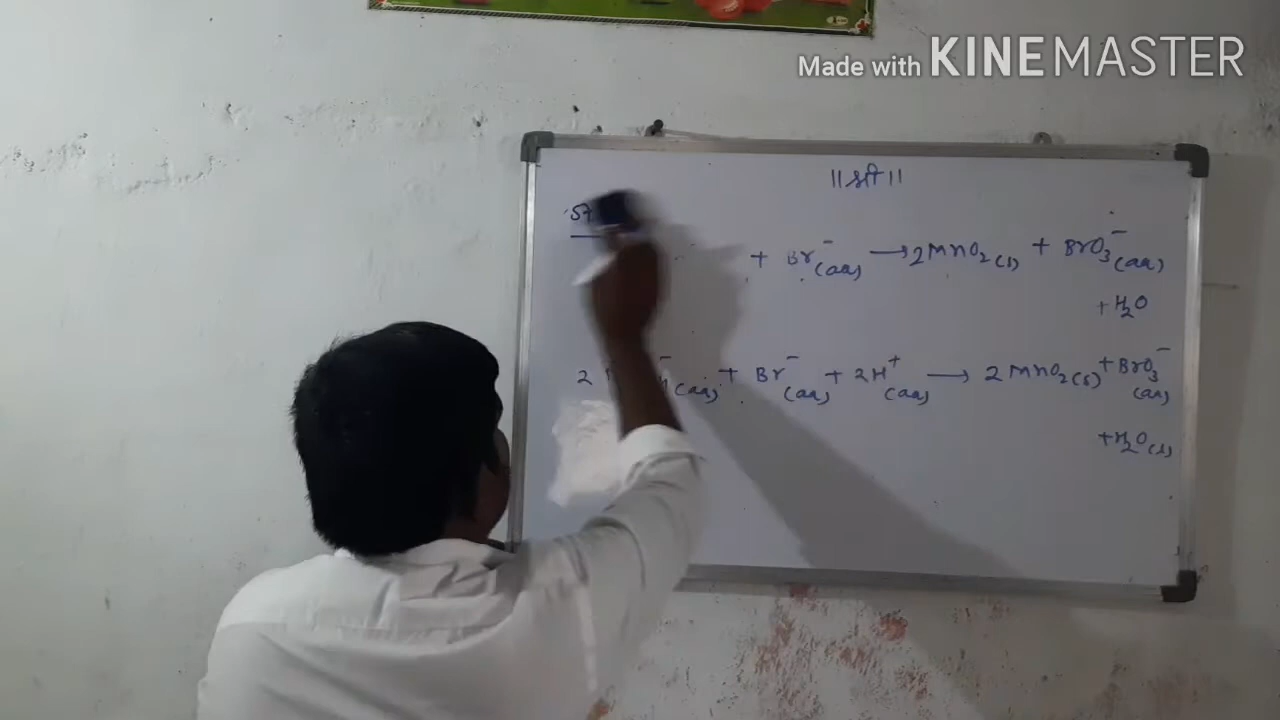 Made with KINEMASTER
॥ श्री ॥
St
+ Br⁻(aq) → 2MnO₂(s) + BrO₃⁻(aq)
+ H₂O
2 (aq) + Br⁻(aq) + 2H⁺(aq) → 2MnO₂(s) + BrO₃⁻(aq)
+ H₂O(l)